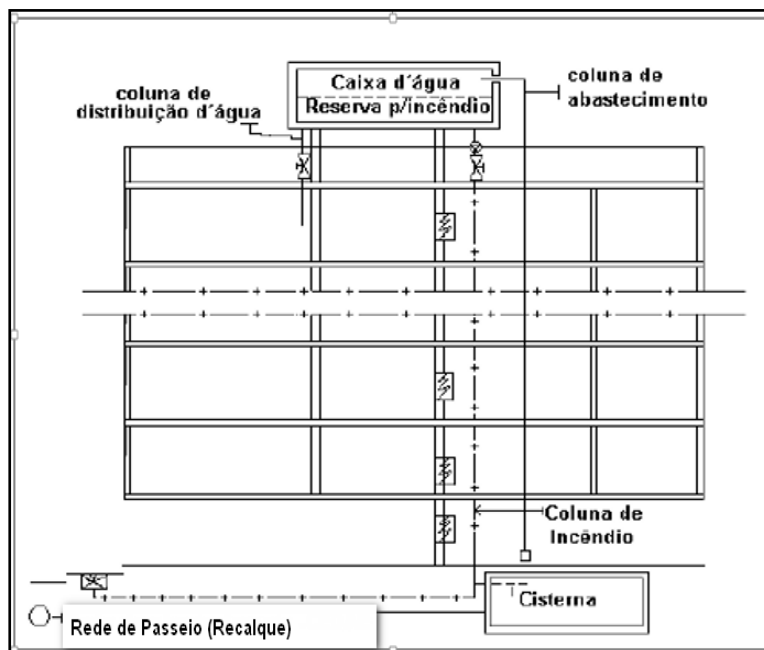 coluna de
distribuição d´água
Caixa d´água
Reserva p/incêndio
coluna de
abastecimento
Coluna de
Incêndio
Cisterna
Rede de Passeio (Recalque)